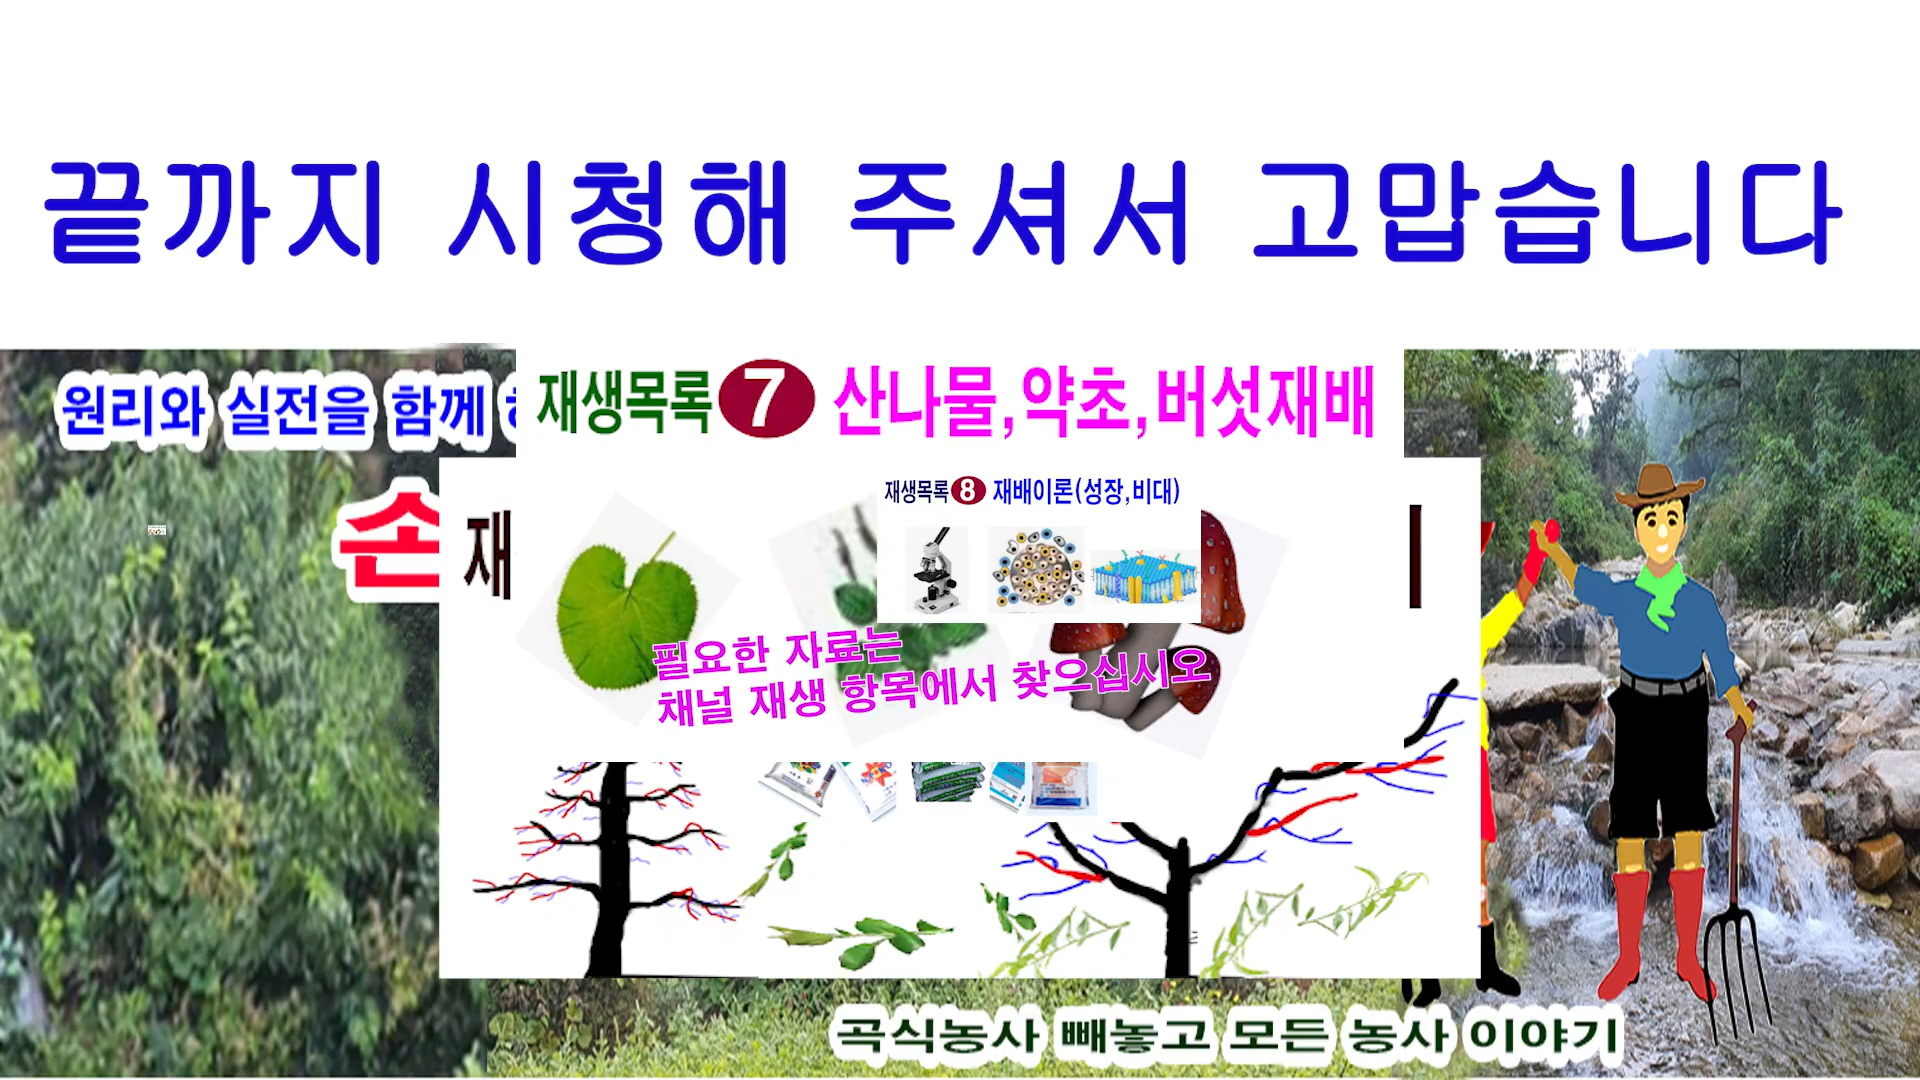 끝까지 시청해 주셔서 고맙습니다
원리와 실전을 함께
재생목록 7 산나물,약초,버섯재배
재생목록 8 재배이론(성장,비대)
손
재
필요한 자료는
채널 재생 항목에서 찾으십시오
곡식농사 빼놓고 모든 농사 이야기